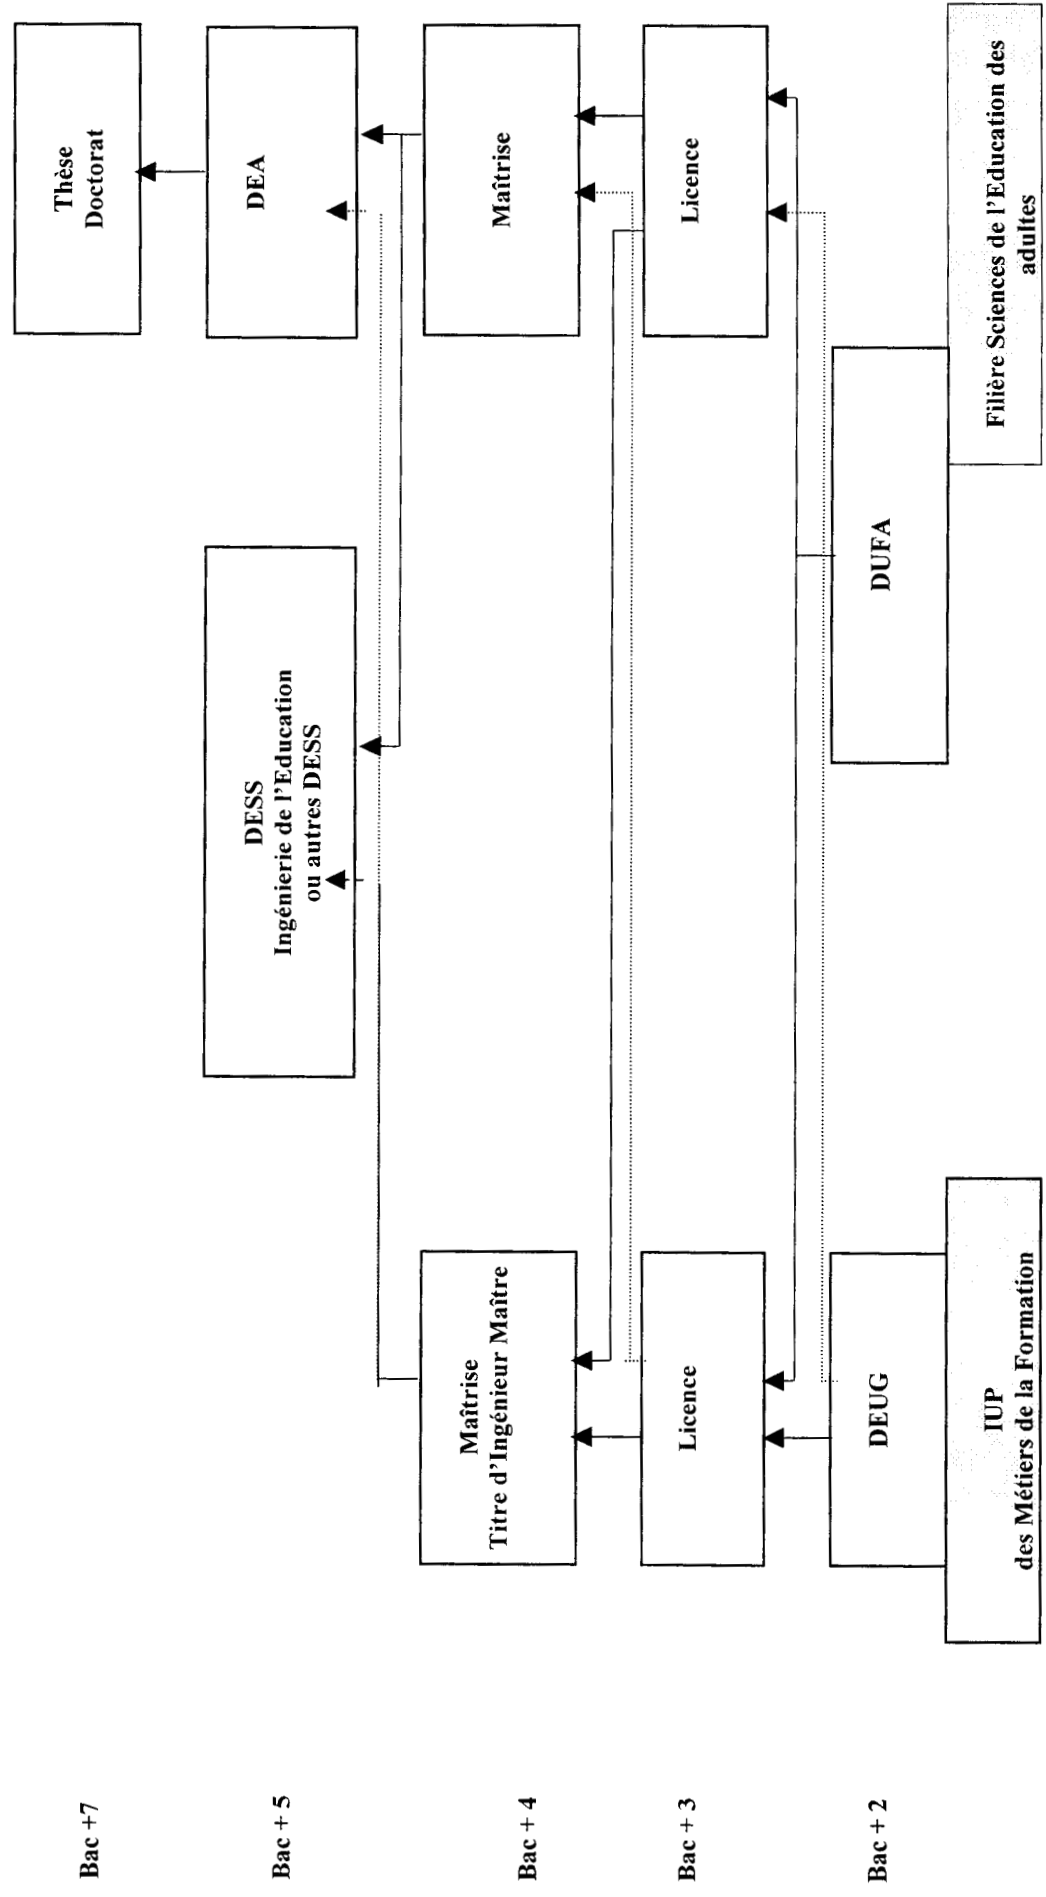 Bac +7
Thèse
Doctorat
Bac + 5
DESS
Ingénierie de l'Education
ou autres DESS
DEA
Bac + 4
Maîtrise
Titre d'Ingénieur Maître
Maîtrise
Bac + 3
Licence
Licence
Bac + 2
DEUG
DUFA
IUP
des Métiers de la Formation
Filière Sciences de l'Education des
adultes